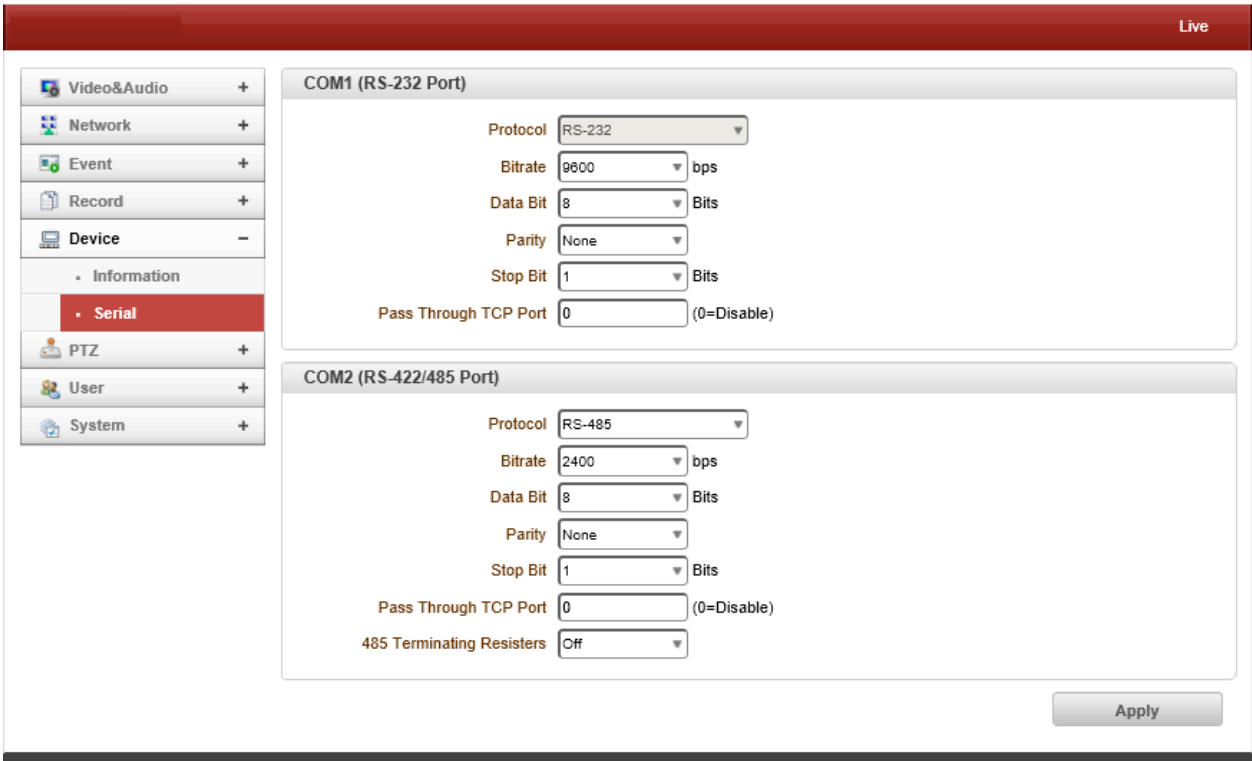 Live
Video&Audio +
Network +
Event +
Record +
Device −
Information
Serial
PTZ +
User +
System +
COM1 (RS-232 Port)
Protocol RS-232
Bitrate 9600 bps
Data Bit 8 Bits
Parity None
Stop Bit 1 Bits
Pass Through TCP Port 0 (0=Disable)
COM2 (RS-422/485 Port)
Protocol RS-485
Bitrate 2400 bps
Data Bit 8 Bits
Parity None
Stop Bit 1 Bits
Pass Through TCP Port 0 (0=Disable)
485 Terminating Resisters Off
Apply